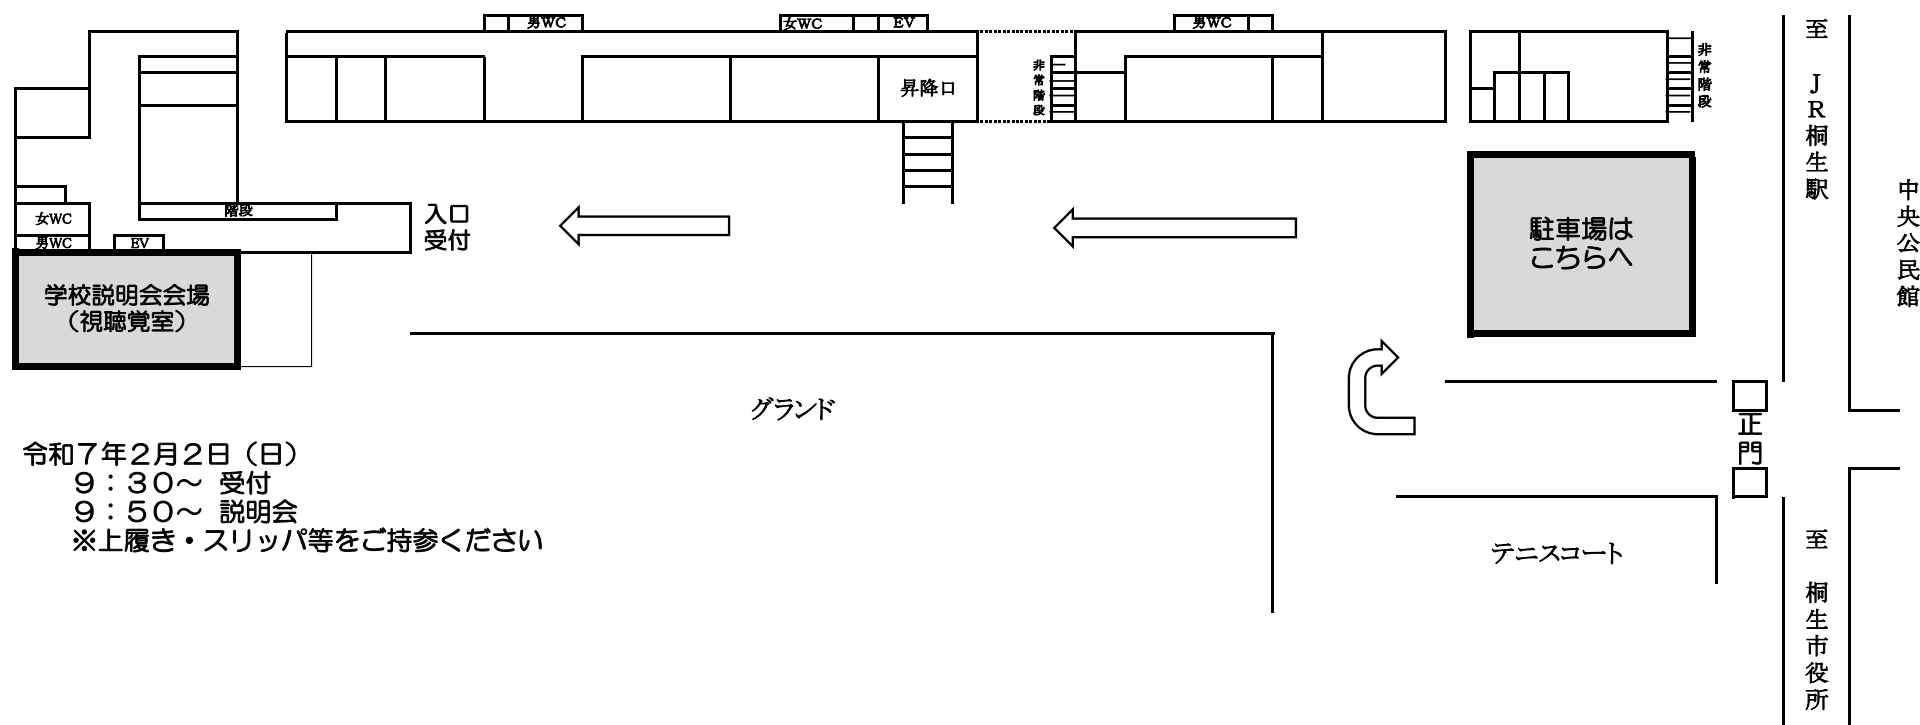 男WC
女WC
EV
男WC
昇降口
非常階段
非常階段
至　JR桐生駅
中央公民館
階段
入口
受付
女WC
男WC
EV
学校説明会会場
（視聴覚室）
駐車場は
こちらへ
グランド
正門
令和７年２月２日（日）
９：３０～ 受付
９：５０～ 説明会
※上履き・スリッパ等をご持参ください
テニスコート
至　桐生市役所